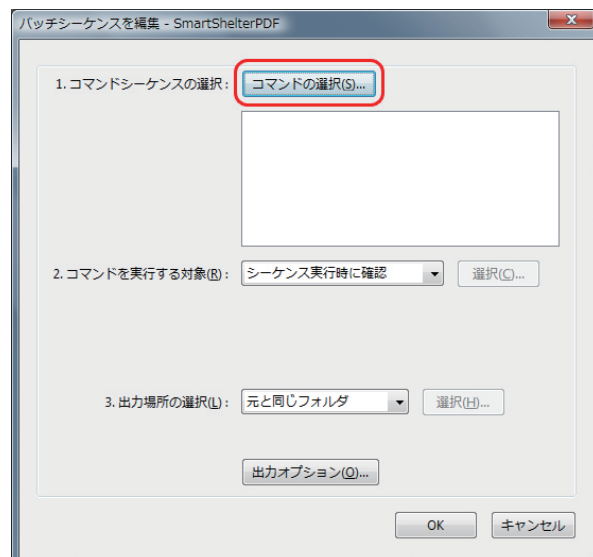 バッチシーケンスを編集 - SmartShelterPDF
1. コマンドシーケンスの選択 : コマンドの選択(S)...
2. コマンドを実行する対象(R) : シーケンス実行時に確認 選択(C)...
3. 出力場所の選択(L) : 元と同じフォルダ 選択(H)...
出力オプション(O)...
OK キャンセル